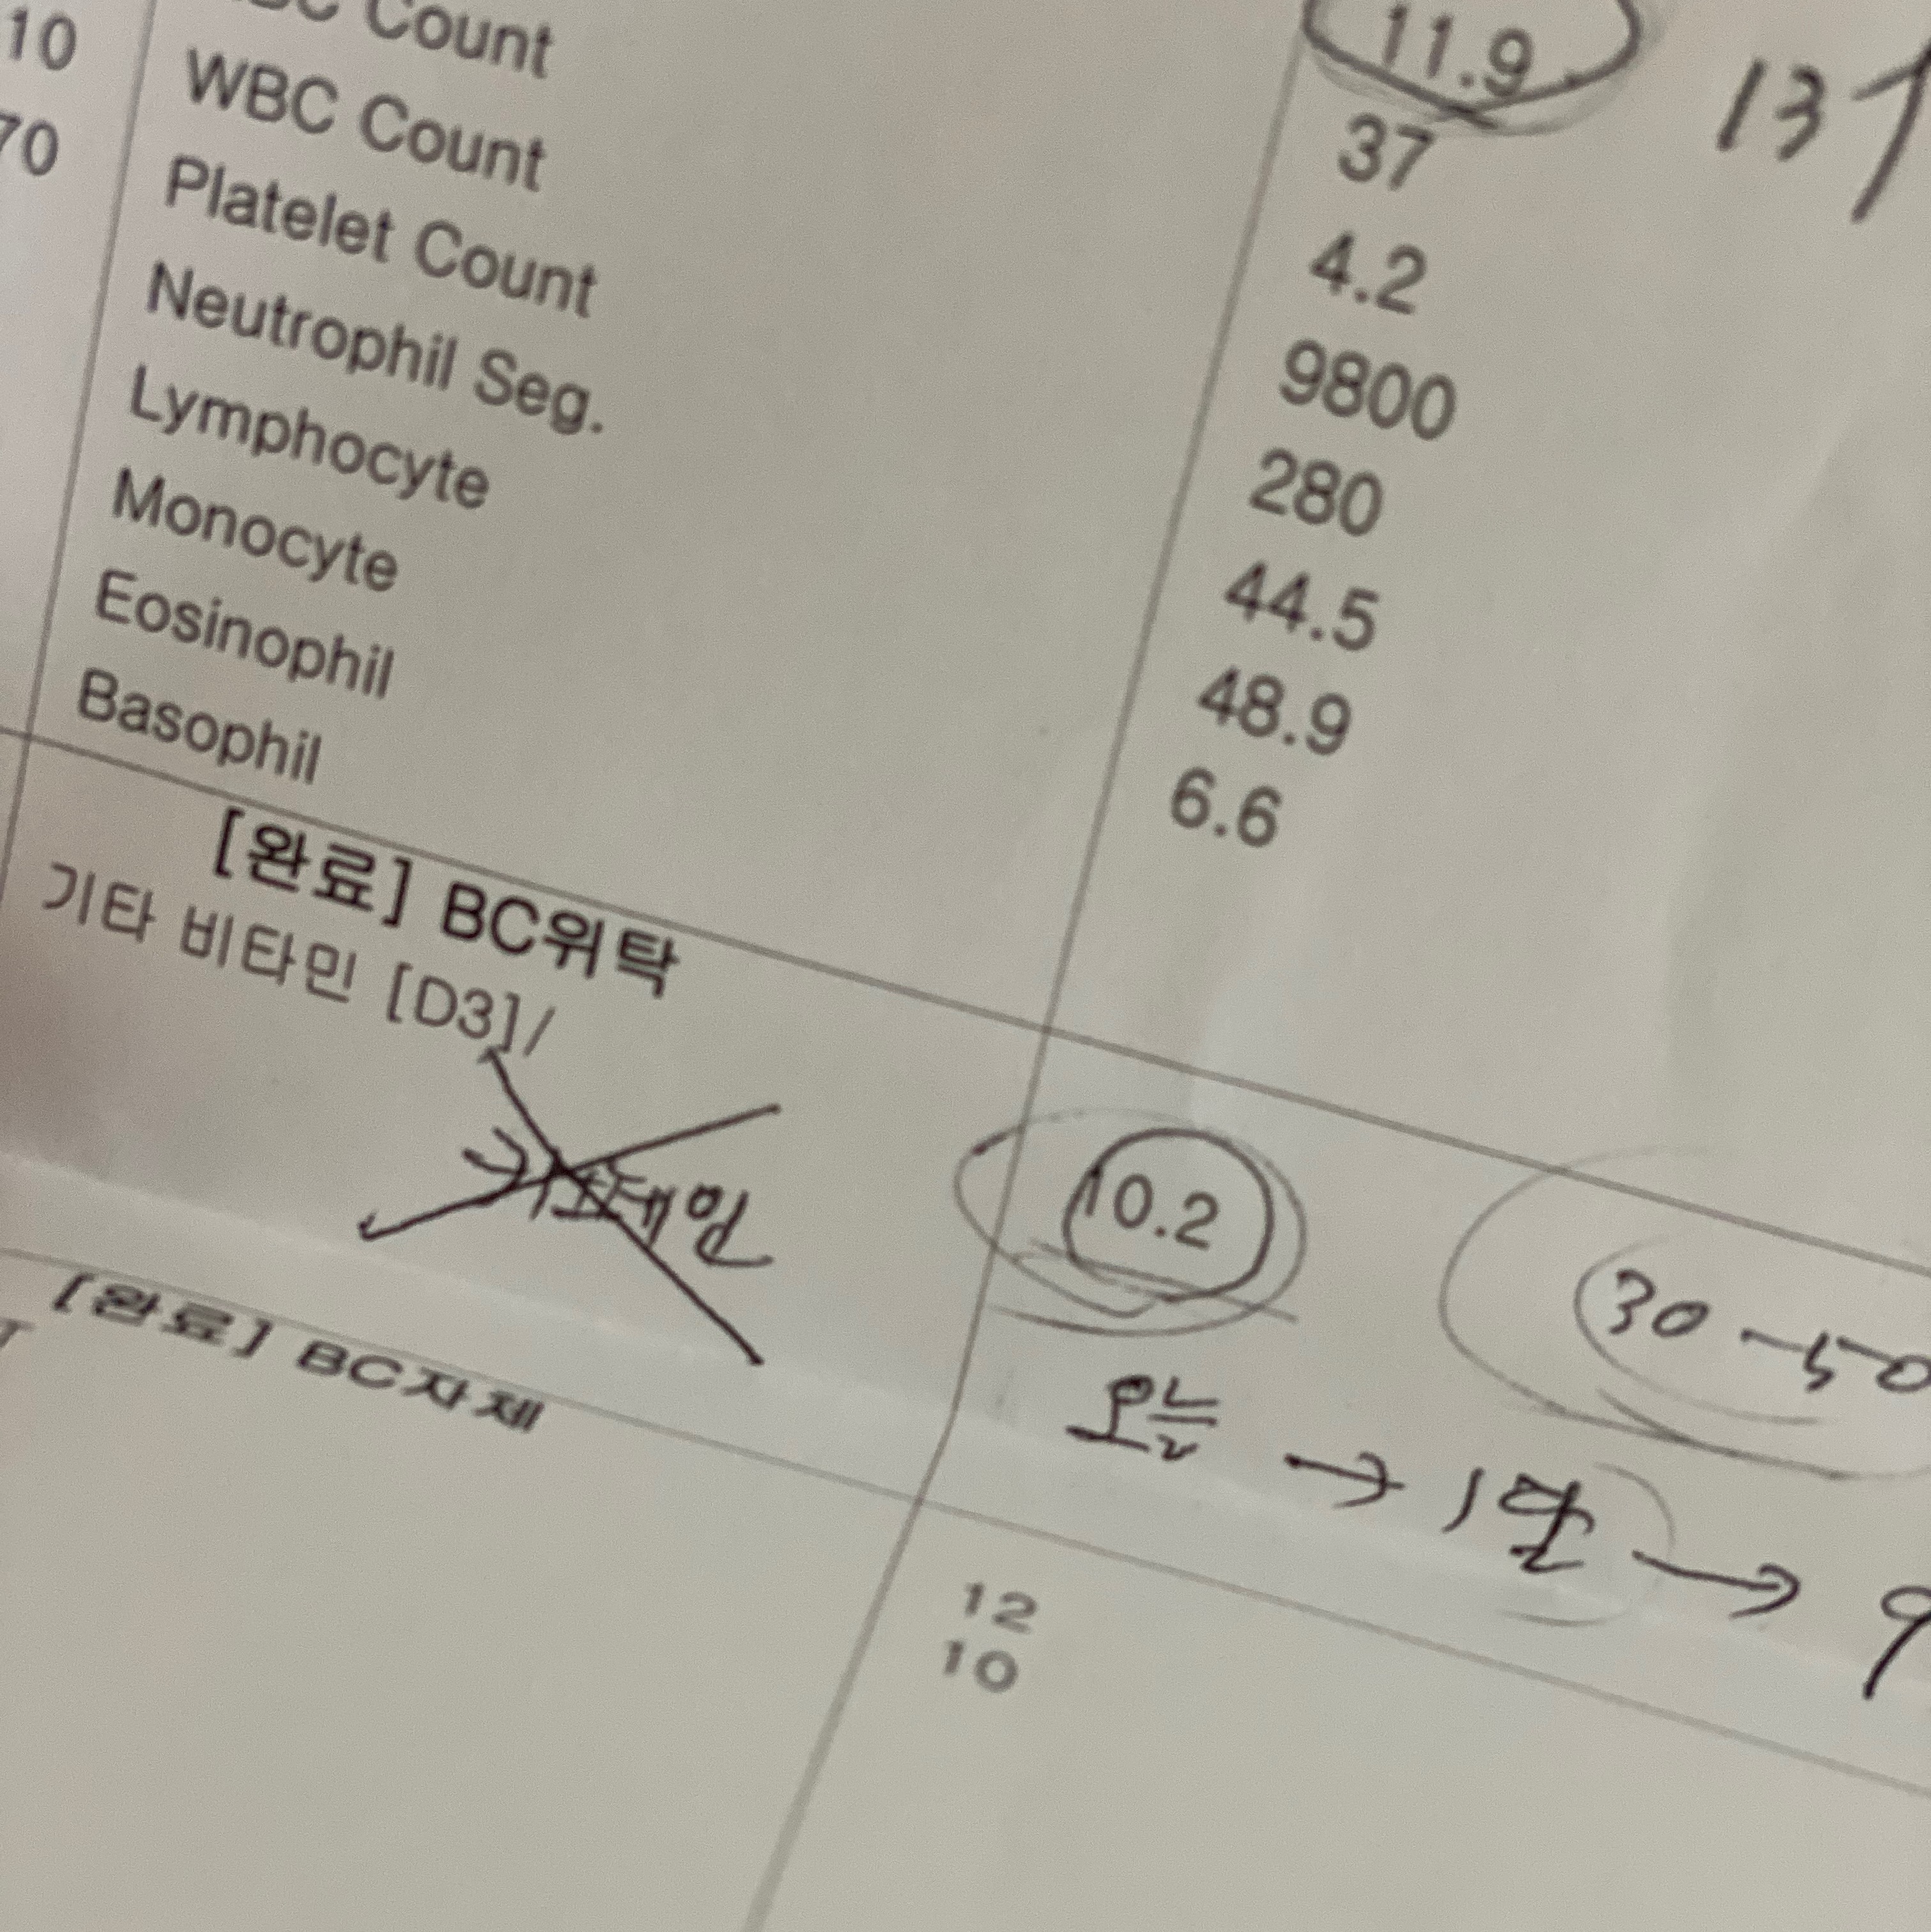 10
Count
11.9
13↑
WBC Count
37
70
Platelet Count
4.2
Neutrophil Seg.
9800
Lymphocyte
280
Monocyte
44.5
Eosinophil
48.9
Basophil
6.6
[완료] BC위탁
기타 비타민 [D3]/
10.2
30~50
오늘 → 1달 → 9
[완료] BC자체
12
10